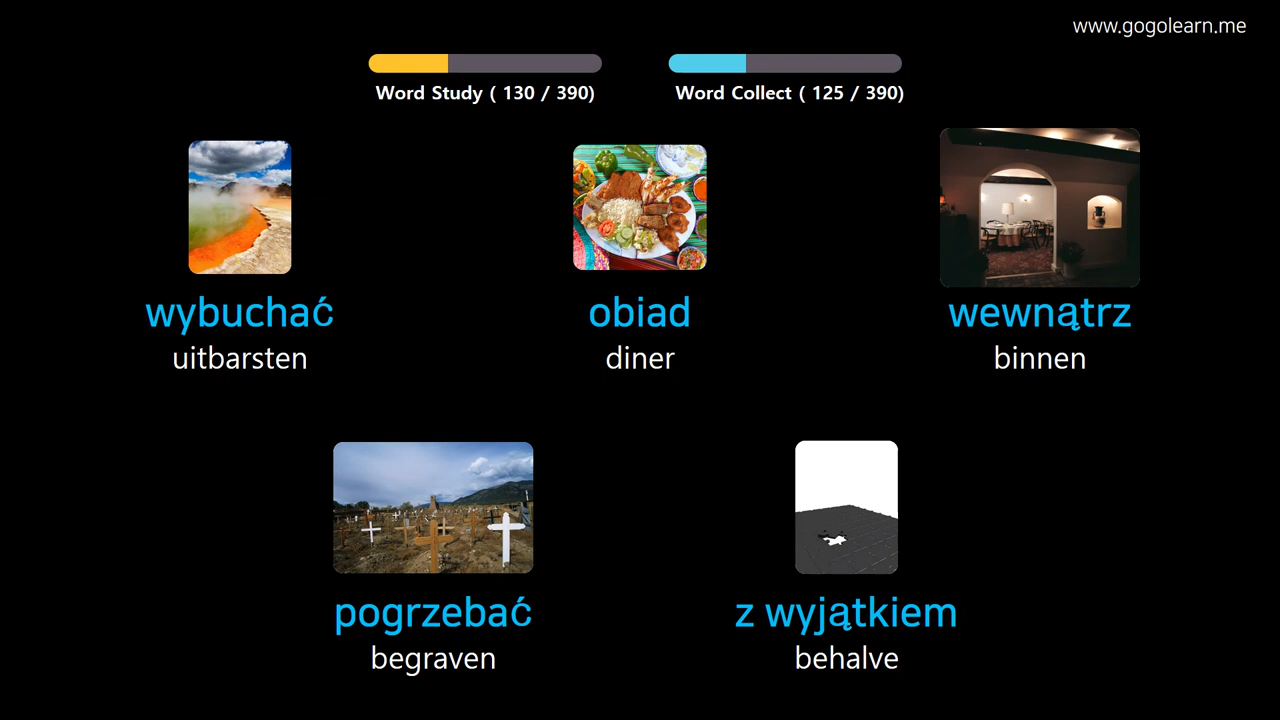 www.gogolearn.me
Word Study ( 130 / 390)
Word Collect ( 125 / 390)
wybuchać
uitbarsten
obiad
diner
wewnątrz
binnen
pogrzebać
begraven
z wyjątkiem
behalve